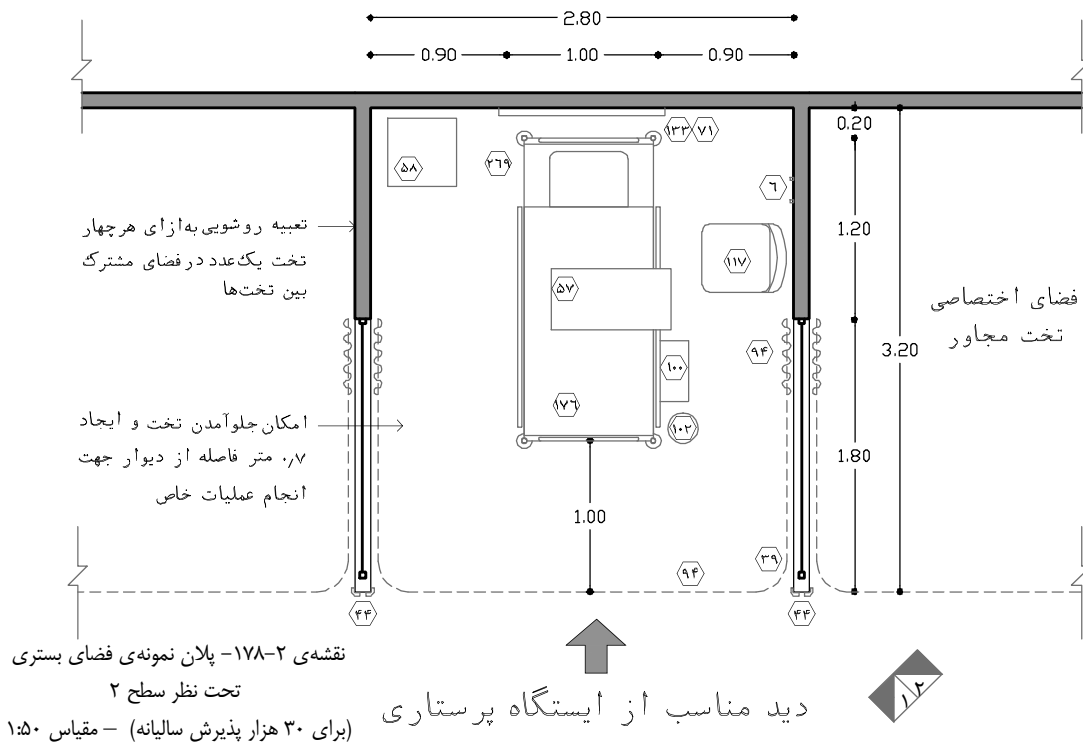 2.80
0.90
1.00
0.90
۵۸
۲۶۹
۱۳۳
۷۱
0.20
۶
1.20
تعبیه روشویی به‌ازای هر چهار
تخت یک‌عدد در فضای مشترک
بین تخت‌ها
۱۱۷
۵۷
فضای اختصاصی
تخت مجاور
3.20
۹۴
۱۰۰
۱۷۶
۱۰۲
امکان جلوآمدن تخت و ایجاد
۰٫۷ متر فاصله از دیوار جهت
انجام عملیات خاص
1.80
1.00
۳۹
۹۴
۴۴
۴۴
نقشه‌ی ۲-۱۷۸- پلان نمونه‌ی فضای بستری
تحت نظر سطح ۲
(برای ۳۰ هزار پذیرش سالیانه) – مقیاس ۱:۵۰
دید مناسب از ایستگاه پرستاری
۱
۲